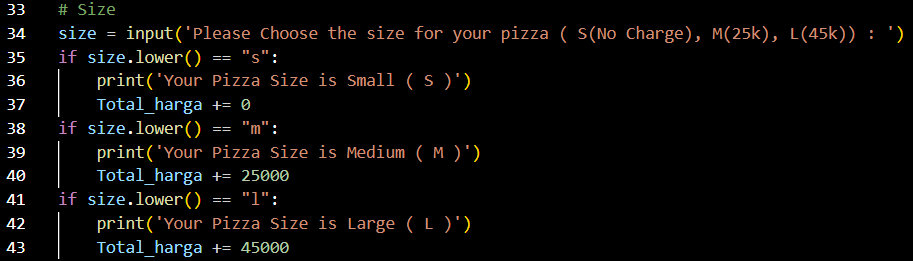 33 # Size
34 size = input('Please Choose the size for your pizza ( S(No Charge), M(25k), L(45k)) : ')
35 if size.lower() == "s":
36     print('Your Pizza Size is Small ( S )')
37     Total_harga += 0
38 if size.lower() == "m":
39     print('Your Pizza Size is Medium ( M )')
40     Total_harga += 25000
41 if size.lower() == "l":
42     print('Your Pizza Size is Large ( L )')
43     Total_harga += 45000